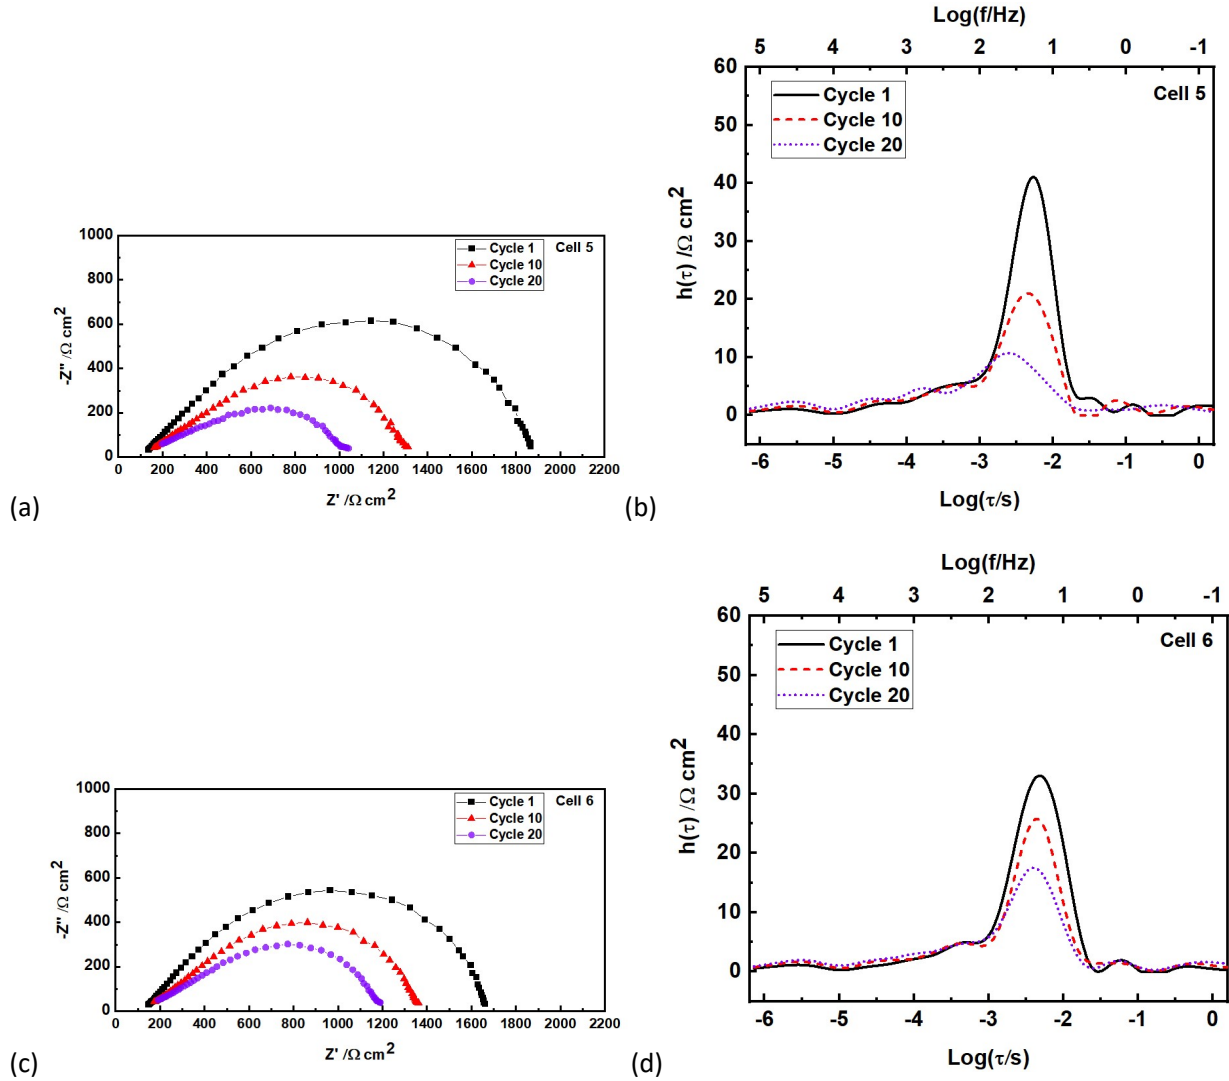 1000
800
600
400
200
0
-Z'' /Ω cm2
0 200 400 600 800 1000 1200 1400 1600 1800 2000 2200
Z' /Ω cm2
Cycle 1
Cycle 10
Cycle 20
Cell 5
(a)
Log(f/Hz)
5 4 3 2 1 0 -1
60
50
40
30
20
10
0
h(τ) /Ω cm2
Cycle 1
Cycle 10
Cycle 20
Cell 5
-6 -5 -4 -3 -2 -1 0
Log(τ/s)
(b)
1000
800
600
400
200
0
-Z'' /Ω cm2
0 200 400 600 800 1000 1200 1400 1600 1800 2000 2200
Z' /Ω cm2
Cycle 1
Cycle 10
Cycle 20
Cell 6
(c)
Log(f/Hz)
5 4 3 2 1 0 -1
60
50
40
30
20
10
0
h(τ) /Ω cm2
Cycle 1
Cycle 10
Cycle 20
Cell 6
-6 -5 -4 -3 -2 -1 0
Log(τ/s)
(d)